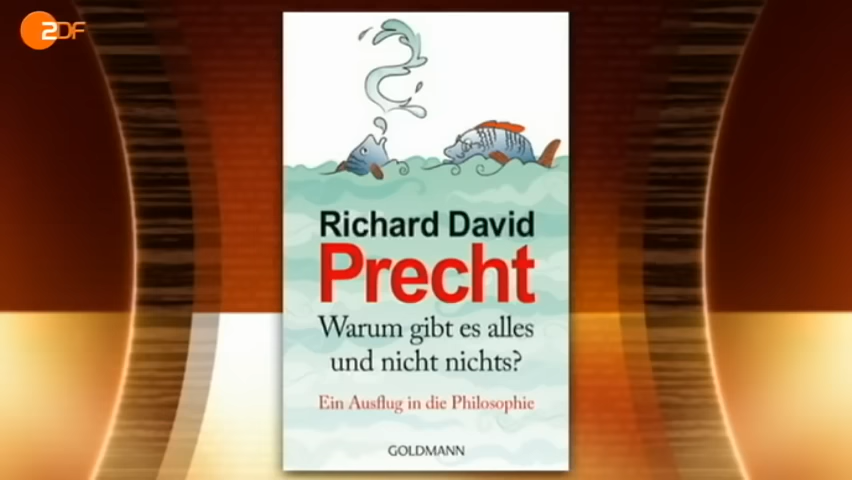 ZDF
Richard David
Precht
Warum gibt es alles
und nicht nichts?
Ein Ausflug in die Philosophie
GOLDMANN